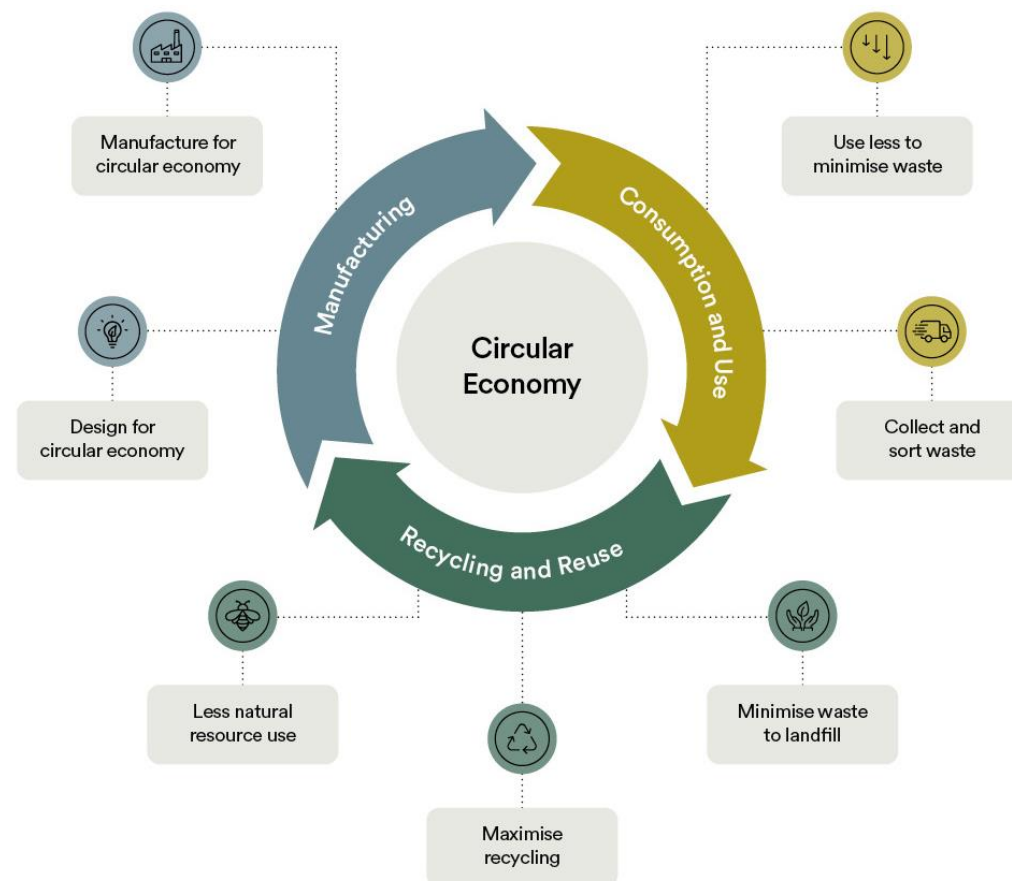 Manufacture for
circular economy
Use less to
minimise waste
Manufacturing
Consumption and Use
Circular
Economy
Design for
circular economy
Collect and
sort waste
Recycling and Reuse
Less natural
resource use
Minimise waste
to landfill
Maximise
recycling